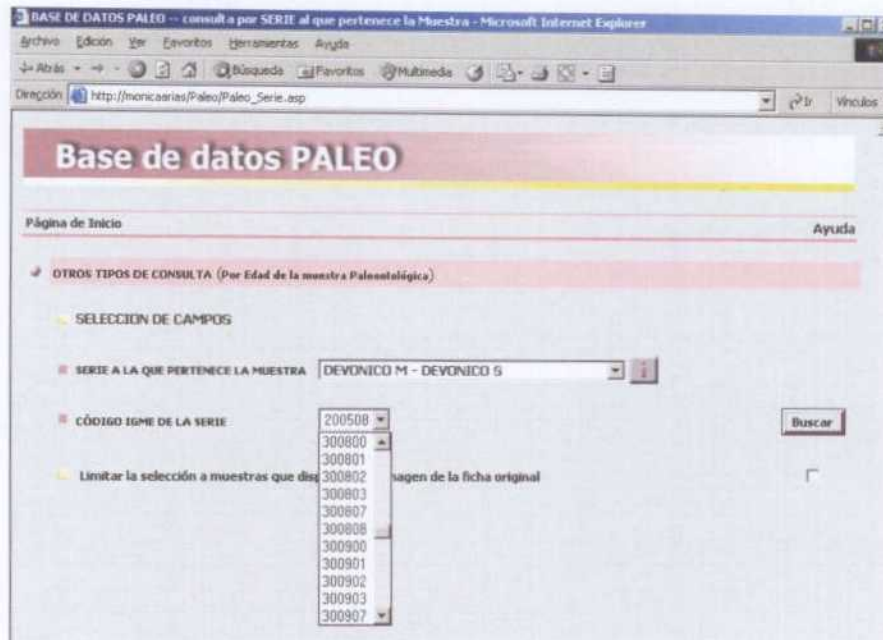 BASE DE DATOS PALEO -- consulta por SERIE al que pertenece la Muestra - Microsoft Internet Explorer
Archivo Edición Ver Favoritos Herramientas Ayuda
Atrás Búsqueda Favoritos Multimedia
Dirección http://monicaarias/Paleo/Paleo_Serie.asp Ir Vínculos
Base de datos PALEO
Página de Inicio Ayuda
OTROS TIPOS DE CONSULTA (Por Edad de la muestra Paleontológica)
SELECCION DE CAMPOS
SERIE A LA QUE PERTENECE LA MUESTRA DEVONICO M - DEVONICO S i
CÓDIGO IGME DE LA SERIE 200508 Buscar
300800
300801
Limitar la selección a muestras que 300802 de la ficha original
300803
300807
300808
300900
300901
300902
300903
300907